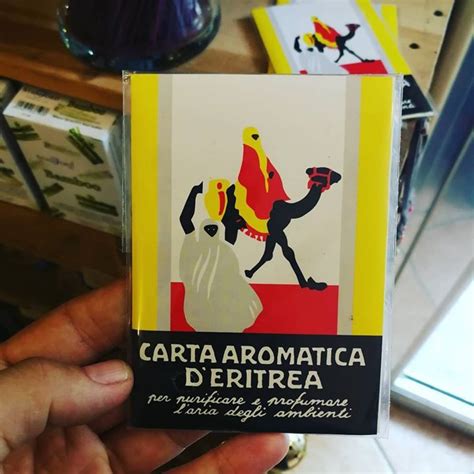 CARTA AROMATICA
D'ERITREA
per purificare e profumare
l'aria degli ambienti